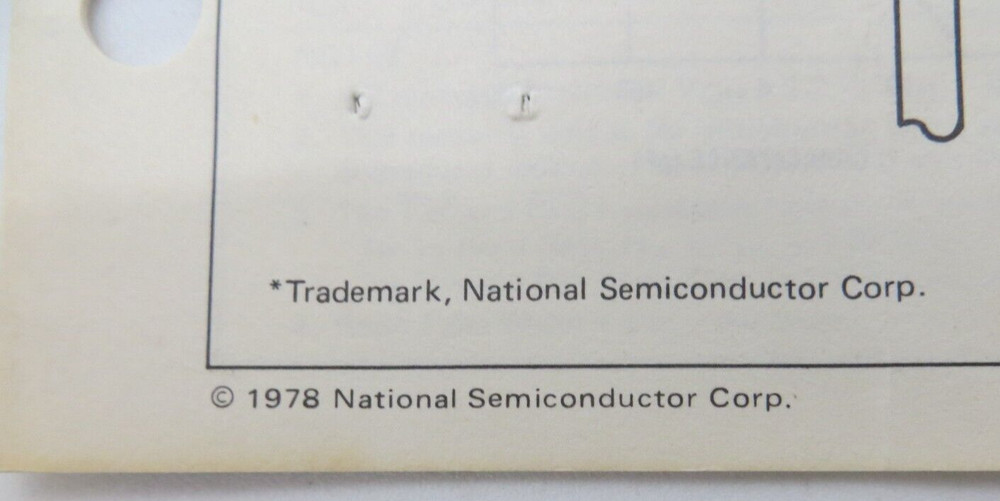 *Trademark, National Semiconductor Corp.
© 1978 National Semiconductor Corp.